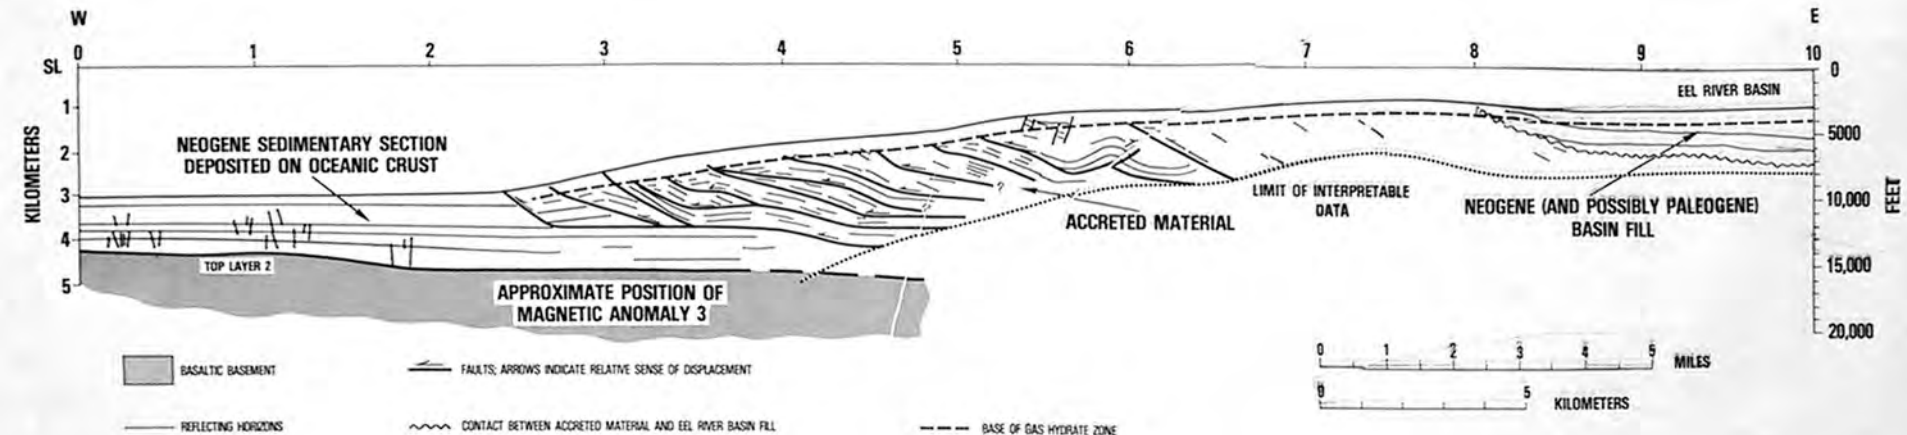 W E
0 1 2 3 4 5 6 7 8 9 10
SL 0
EEL RIVER BASIN
1
5000
NEOGENE SEDIMENTARY SECTION
DEPOSITED ON OCEANIC CRUST
2
KILOMETERS
3
?
LIMIT OF INTERPRETABLE
DATA
10,000
FEET
ACCRETED MATERIAL
NEOGENE (AND POSSIBLY PALEOGENE)
BASIN FILL
4
TOP LAYER 2
15,000
5
APPROXIMATE POSITION OF
MAGNETIC ANOMALY 3
20,000
BASALTIC BASEMENT
FAULTS; ARROWS INDICATE RELATIVE SENSE OF DISPLACEMENT
0 1 2 3 4 5 MILES
0 5 KILOMETERS
REFLECTING HORIZONS
CONTACT BETWEEN ACCRETED MATERIAL AND EEL RIVER BASIN FILL
BASE OF GAS HYDRATE ZONE